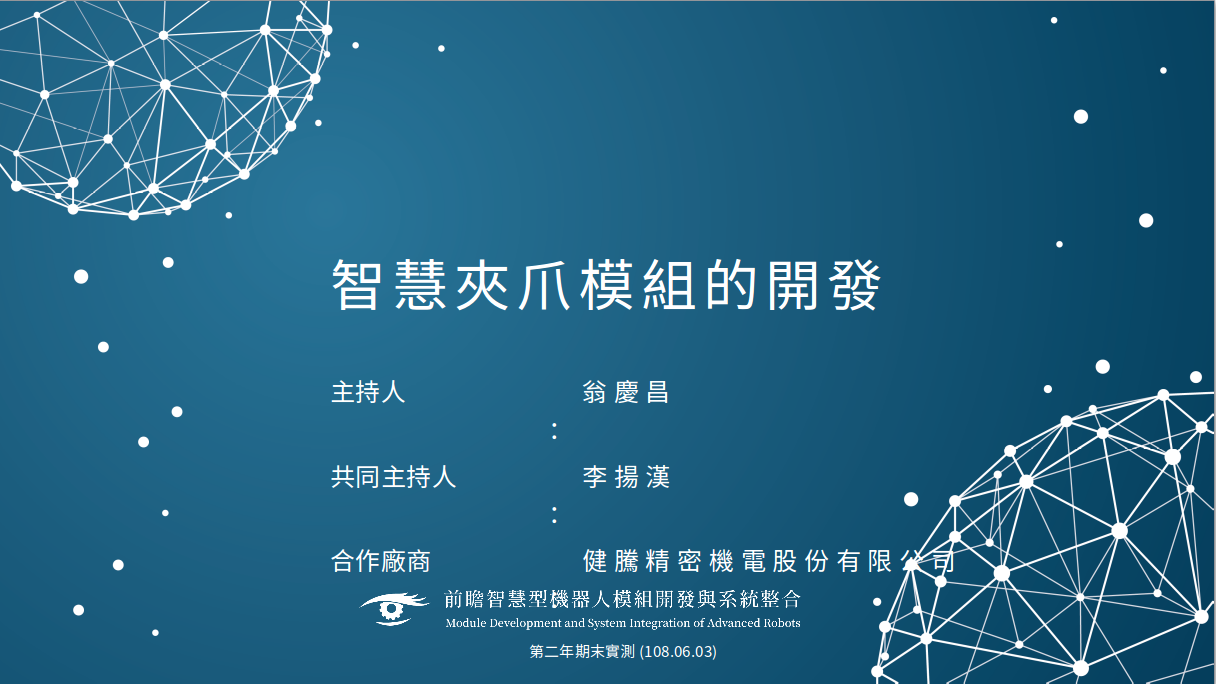 智慧夾爪模組的開發
主持人 : 翁慶昌
共同主持人 : 李揚漢
合作廠商 健騰精密機電股份有限公司
前瞻智慧型機器人模組開發與系統整合
Module Development and System Integration of Advanced Robots
第二年期末實測 (108.06.03)